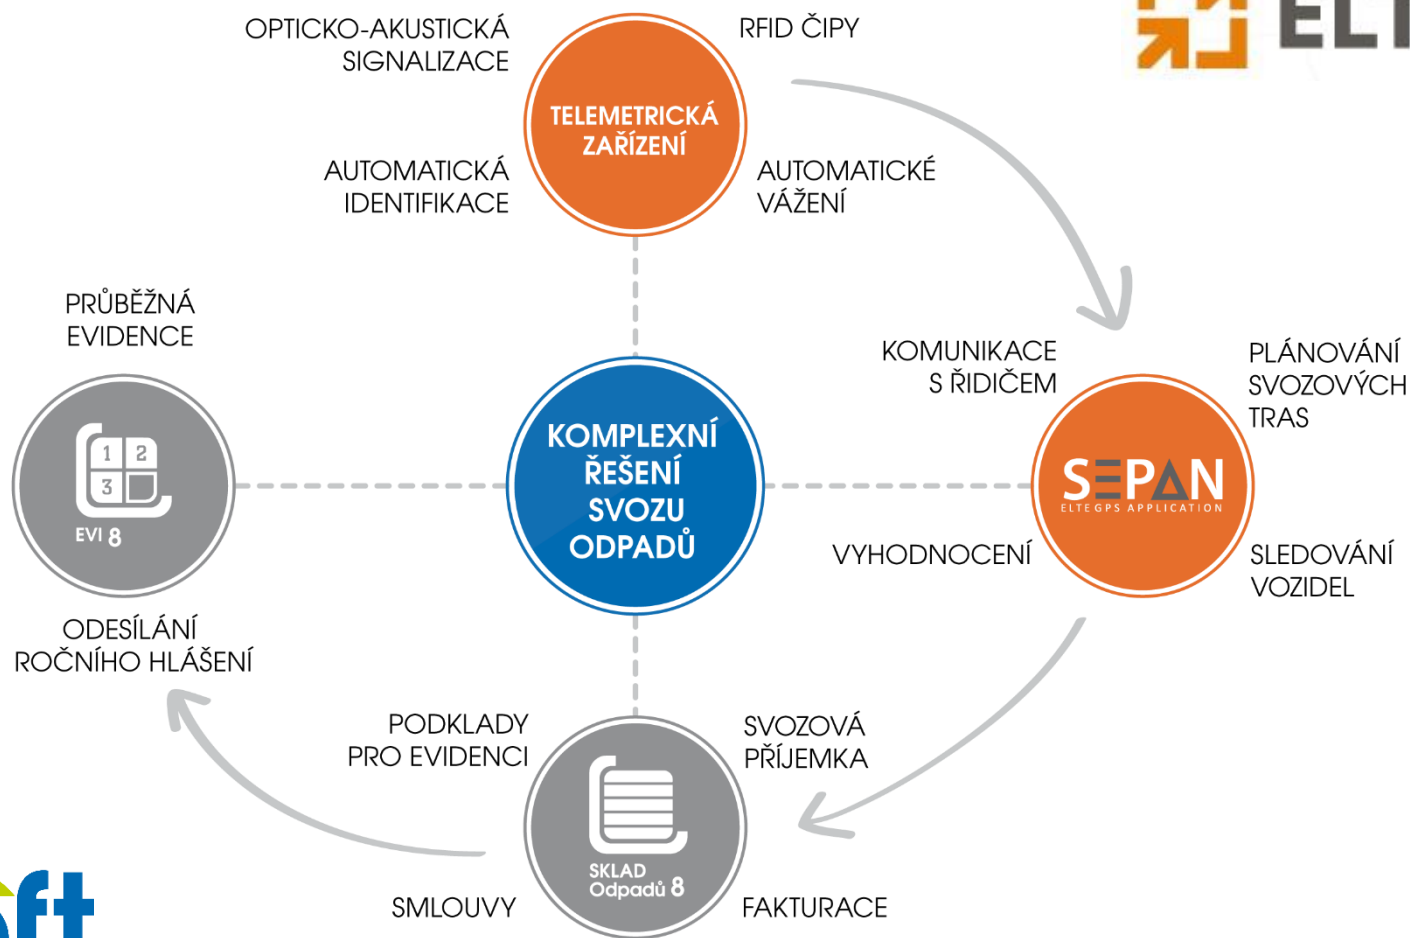 OPTICKO-AKUSTICKÁ
SIGNALIZACE
RFID ČIPY
TELEMETRICKÁ
ZAŘÍZENÍ
AUTOMATICKÁ
IDENTIFIKACE
AUTOMATICKÉ
VÁŽENÍ
PRŮBĚŽNÁ
EVIDENCE
1 2
3
EVI 8
ODESÍLÁNÍ
ROČNÍHO HLÁŠENÍ
KOMPLEXNÍ
ŘEŠENÍ
SVOZU
ODPADŮ
KOMUNIKACE
S ŘIDIČEM
PLÁNOVÁNÍ
SVOZOVÝCH
TRAS
SEPAN
ELTE GPS APPLICATION
VYHODNOCENÍ
SLEDOVÁNÍ
VOZIDEL
PODKLADY
PRO EVIDENCI
SVOZOVÁ
PŘÍJEMKA
SKLAD
Odpadů 8
SMLOUVY
FAKTURACE